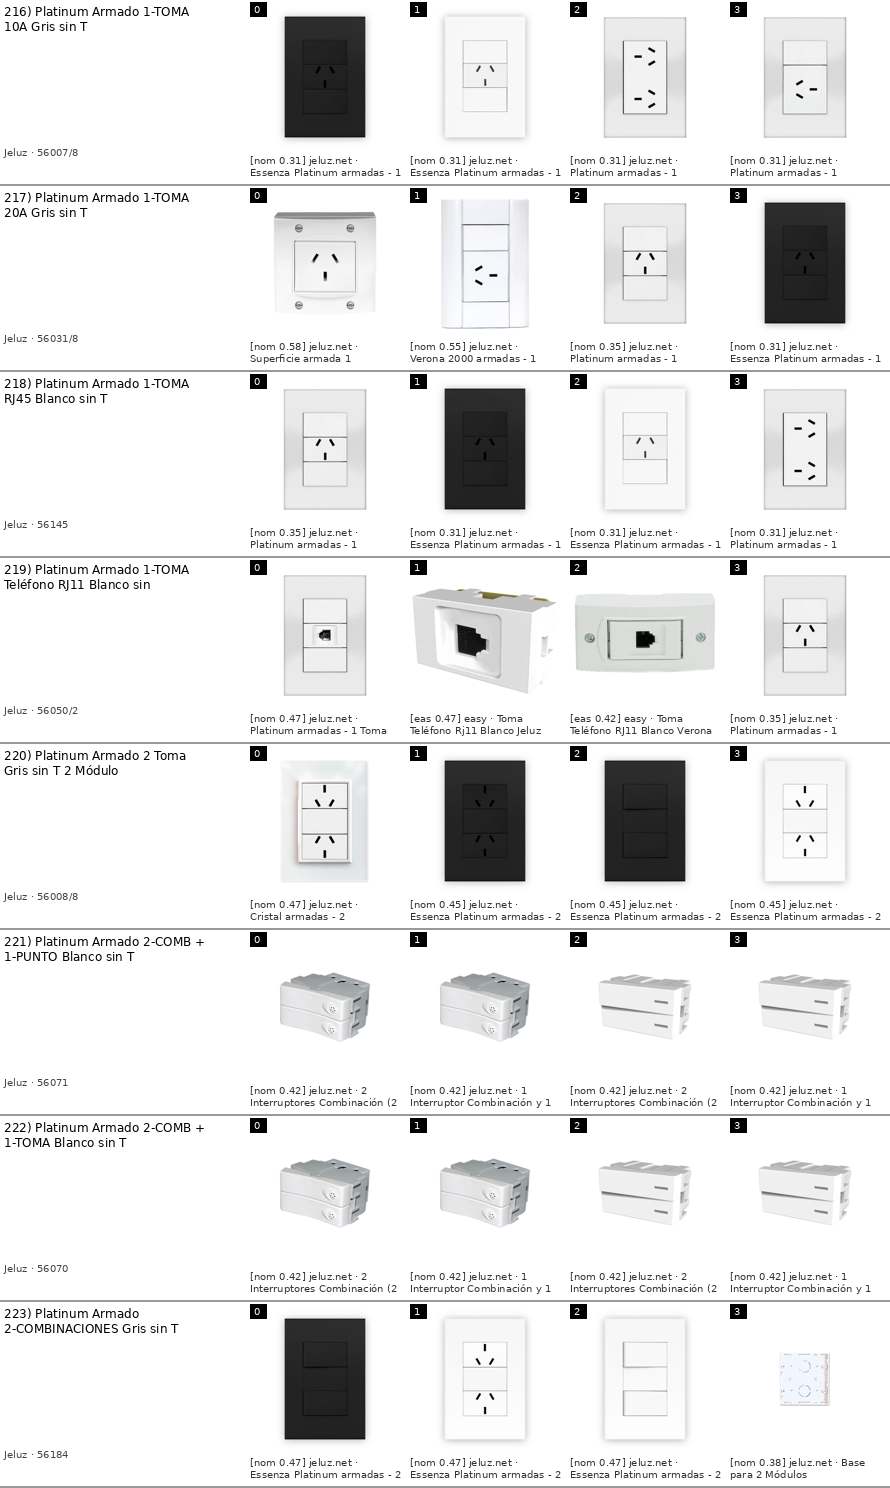 216) Platinum Armado 1-TOMA
10A Gris sin T
Jeluz · 56007/8
0
[nom 0.31] jeluz.net ·
Essenza Platinum armadas - 1
1
[nom 0.31] jeluz.net ·
Essenza Platinum armadas - 1
2
[nom 0.31] jeluz.net ·
Platinum armadas - 1
3
[nom 0.31] jeluz.net ·
Platinum armadas - 1
217) Platinum Armado 1-TOMA
20A Gris sin T
Jeluz · 56031/8
0
[nom 0.58] jeluz.net ·
Superficie armada 1
1
[nom 0.55] jeluz.net ·
Verona 2000 armadas - 1
2
[nom 0.35] jeluz.net ·
Platinum armadas - 1
3
[nom 0.31] jeluz.net ·
Essenza Platinum armadas - 1
218) Platinum Armado 1-TOMA
RJ45 Blanco sin T
Jeluz · 56145
0
[nom 0.35] jeluz.net ·
Platinum armadas - 1
1
[nom 0.31] jeluz.net ·
Essenza Platinum armadas - 1
2
[nom 0.31] jeluz.net ·
Essenza Platinum armadas - 1
3
[nom 0.31] jeluz.net ·
Platinum armadas - 1
219) Platinum Armado 1-TOMA
Teléfono RJ11 Blanco sin
Jeluz · 56050/2
0
[nom 0.47] jeluz.net ·
Platinum armadas - 1 Toma
1
[eas 0.47] easy · Toma
Teléfono Rj11 Blanco Jeluz
2
[eas 0.42] easy · Toma
Teléfono RJ11 Blanco Verona
3
[nom 0.35] jeluz.net ·
Platinum armadas - 1
220) Platinum Armado 2 Toma
Gris sin T 2 Módulo
Jeluz · 56008/8
0
[nom 0.47] jeluz.net ·
Cristal armadas - 2
1
[nom 0.45] jeluz.net ·
Essenza Platinum armadas - 2
2
[nom 0.45] jeluz.net ·
Essenza Platinum armadas - 2
3
[nom 0.45] jeluz.net ·
Essenza Platinum armadas - 2
221) Platinum Armado 2-COMB +
1-PUNTO Blanco sin T
Jeluz · 56071
0
[nom 0.42] jeluz.net · 2
Interruptores Combinación (2
1
[nom 0.42] jeluz.net · 1
Interruptor Combinación y 1
2
[nom 0.42] jeluz.net · 2
Interruptores Combinación (2
3
[nom 0.42] jeluz.net · 1
Interruptor Combinación y 1
222) Platinum Armado 2-COMB +
1-TOMA Blanco sin T
Jeluz · 56070
0
[nom 0.42] jeluz.net · 2
Interruptores Combinación (2
1
[nom 0.42] jeluz.net · 1
Interruptor Combinación y 1
2
[nom 0.42] jeluz.net · 2
Interruptores Combinación (2
3
[nom 0.42] jeluz.net · 1
Interruptor Combinación y 1
223) Platinum Armado
2-COMBINACIONES Gris sin T
Jeluz · 56184
0
[nom 0.47] jeluz.net ·
Essenza Platinum armadas - 2
1
[nom 0.47] jeluz.net ·
Essenza Platinum armadas - 2
2
[nom 0.47] jeluz.net ·
Essenza Platinum armadas - 2
3
[nom 0.38] jeluz.net · Base
para 2 Módulos